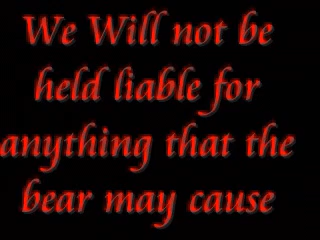 We Will not be
held liable for
anything that the
bear may cause